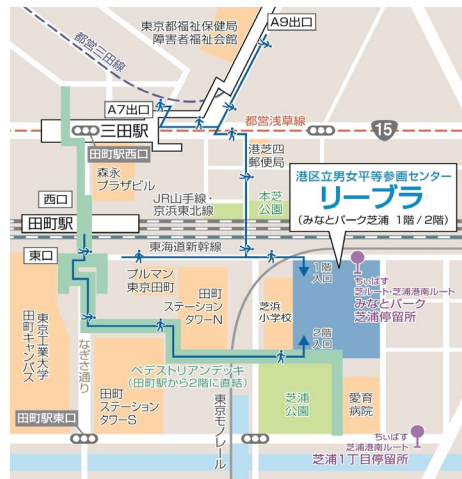 東京都福祉保健局
障害者福祉会館
A9出口
都営三田線
A7出口
三田駅
都営浅草線
15
田町駅西口
港芝四
郵便局
森永
プラザビル
西口
田町駅
JR山手線・
京浜東北線
本芝
公園
港区立男女平等参画センター
リーブラ
(みなとパーク芝浦 1階/2階)
東口
東海道新幹線
プルマン
東京田町
田町
ステーション
タワーN
芝浜
小学校
1階
入口
2階
入口
ちぃばす
芝ルート・芝浦港南ルート
みなとパーク
芝浦停留所
東京工業大学
田町キャンパス
なぎさ通り
ペデストリアンデッキ
(田町駅から2階に直結)
田町
ステーション
タワーS
東京モノレール
芝浦
公園
愛育
病院
田町駅東口
ちぃばす
芝浦港南ルート
芝浦1丁目停留所